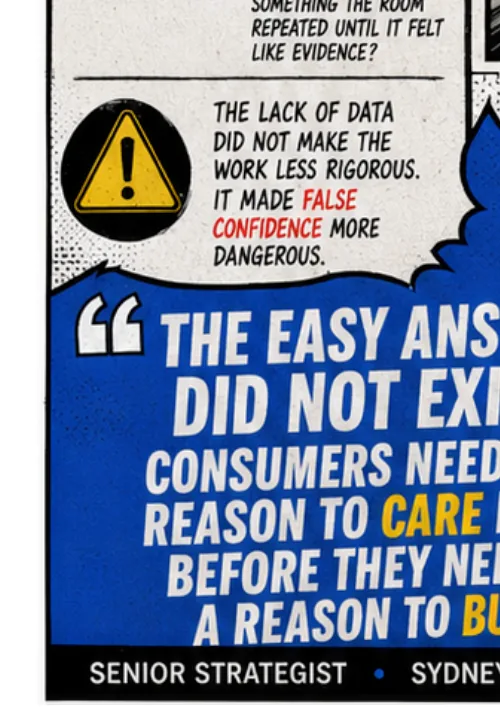 SOMETHING THE ROOM
REPEATED UNTIL IT FELT
LIKE EVIDENCE?
THE LACK OF DATA
DID NOT MAKE THE
WORK LESS RIGOROUS.
IT MADE FALSE
CONFIDENCE MORE
DANGEROUS.
“ THE EASY ANS
DID NOT EXI
CONSUMERS NEED
REASON TO CARE
BEFORE THEY NE
A REASON TO BU
SENIOR STRATEGIST • SYDNEY